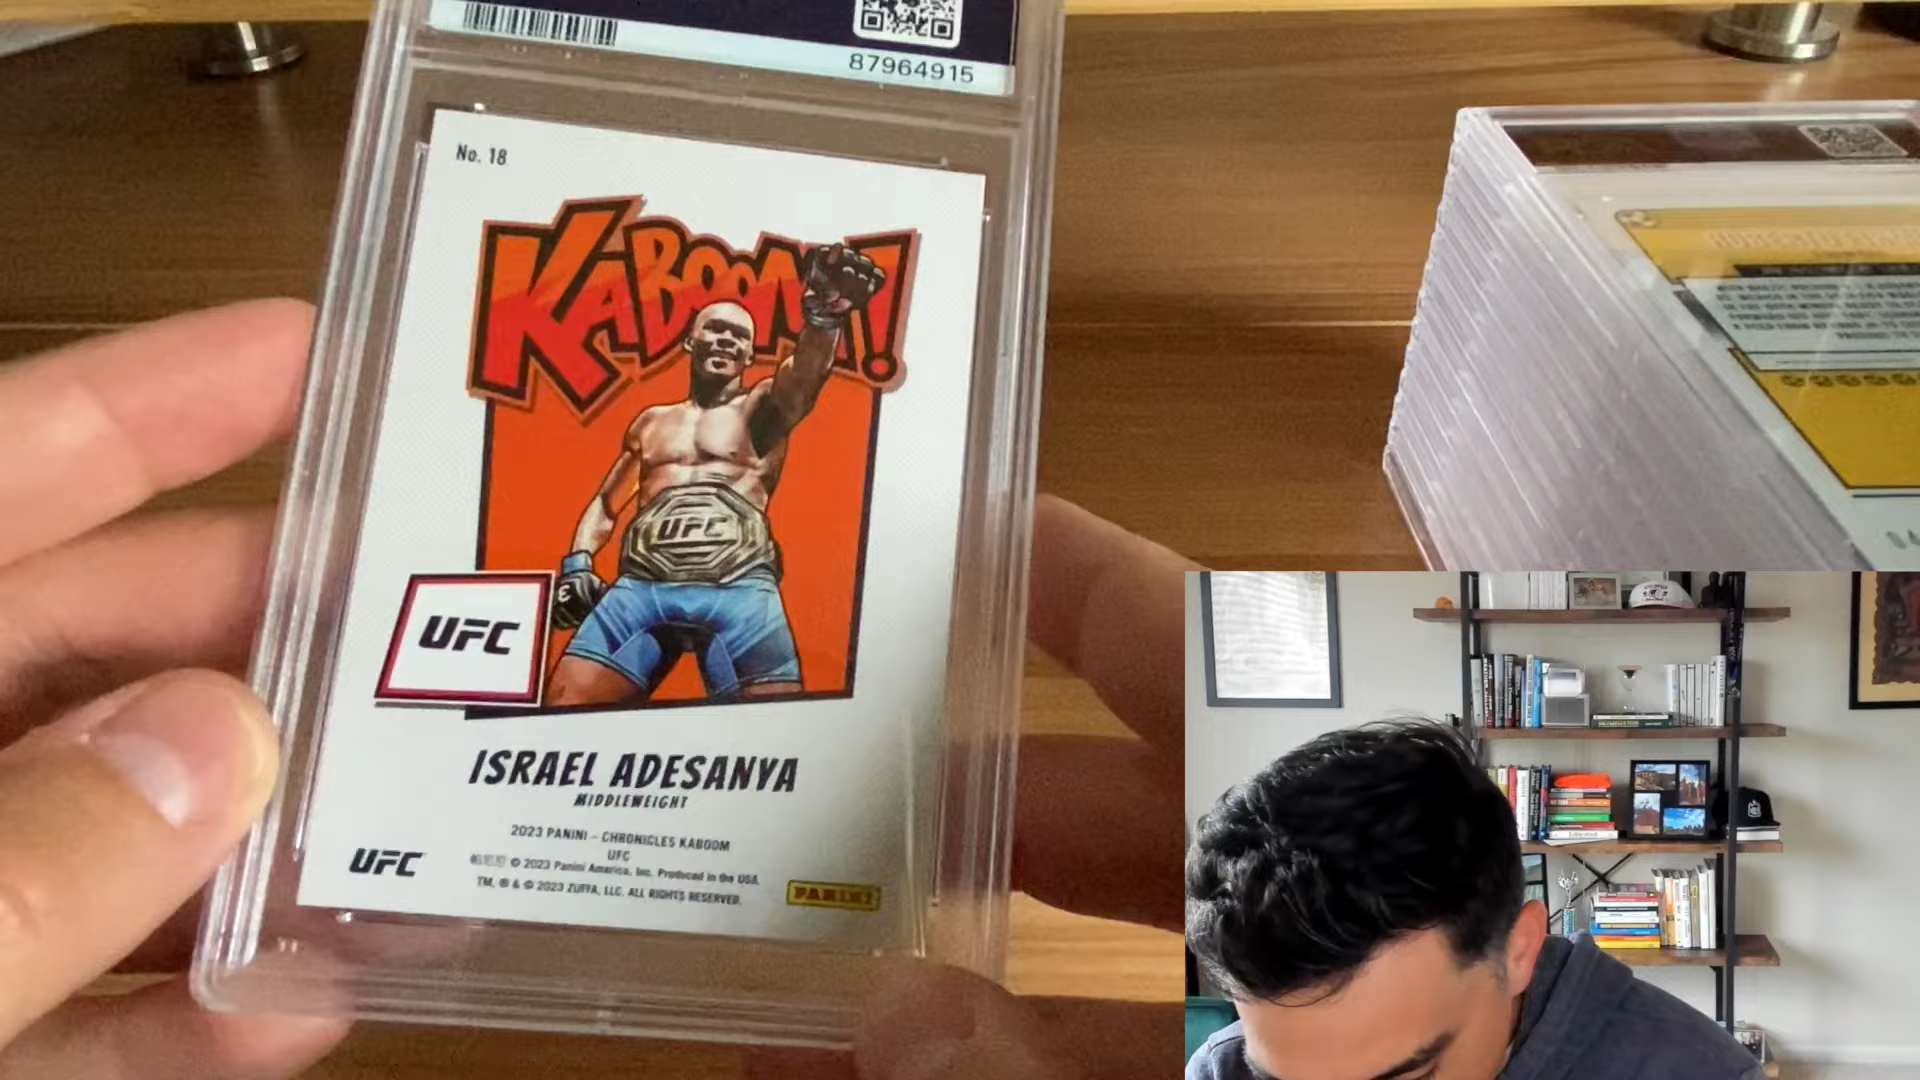 87964915
No. 18
KABOOM!
UFC
UFC
ISRAEL ADESANYA
MIDDLEWEIGHT
2023 PANINI - CHRONICLES KABOOM
UFC
© 2023 Panini America, Inc. Produced in the USA.
TM, ® & © 2023 ZUFFA, LLC. ALL RIGHTS RESERVED.
UFC
PANINI